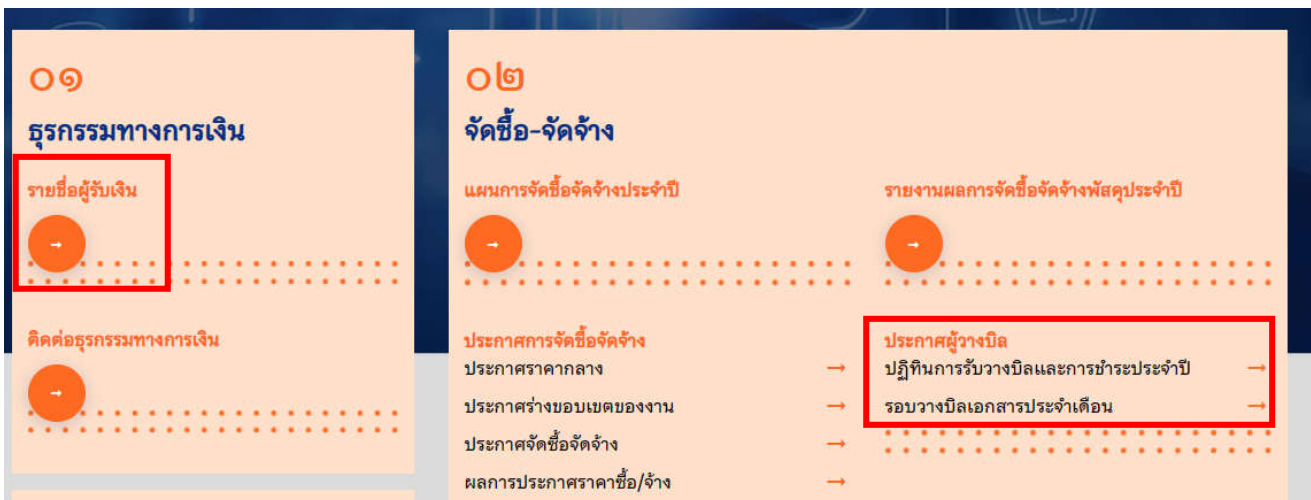 ๐๑
ธุรกรรมทางการเงิน
รายชื่อผู้รับเงิน
→
ติดต่อธุรกรรมทางการเงิน
→
๐๒
จัดซื้อ-จัดจ้าง
แผนการจัดซื้อจัดจ้างประจำปี
→
รายงานผลการจัดซื้อจัดจ้างพัสดุประจำปี
→
ประกาศการจัดซื้อจัดจ้าง
ประกาศราคากลาง →
ประกาศร่างขอบเขตของงาน →
ประกาศจัดซื้อจัดจ้าง →
ผลการประกาศราคาซื้อ/จ้าง →
ประกาศผู้วางบิล
ปฏิทินการรับวางบิลและการชำระประจำปี →
รอบวางบิลเอกสารประจำเดือน →